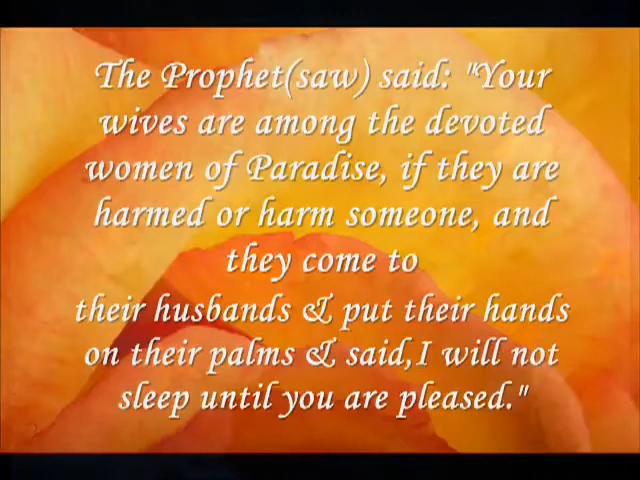 The Prophet(saw) said: "Your
wives are among the devoted
women of Paradise, if they are
harmed or harm someone, and
they come to
their husbands & put their hands
on their palms & said,I will not
sleep until you are pleased."